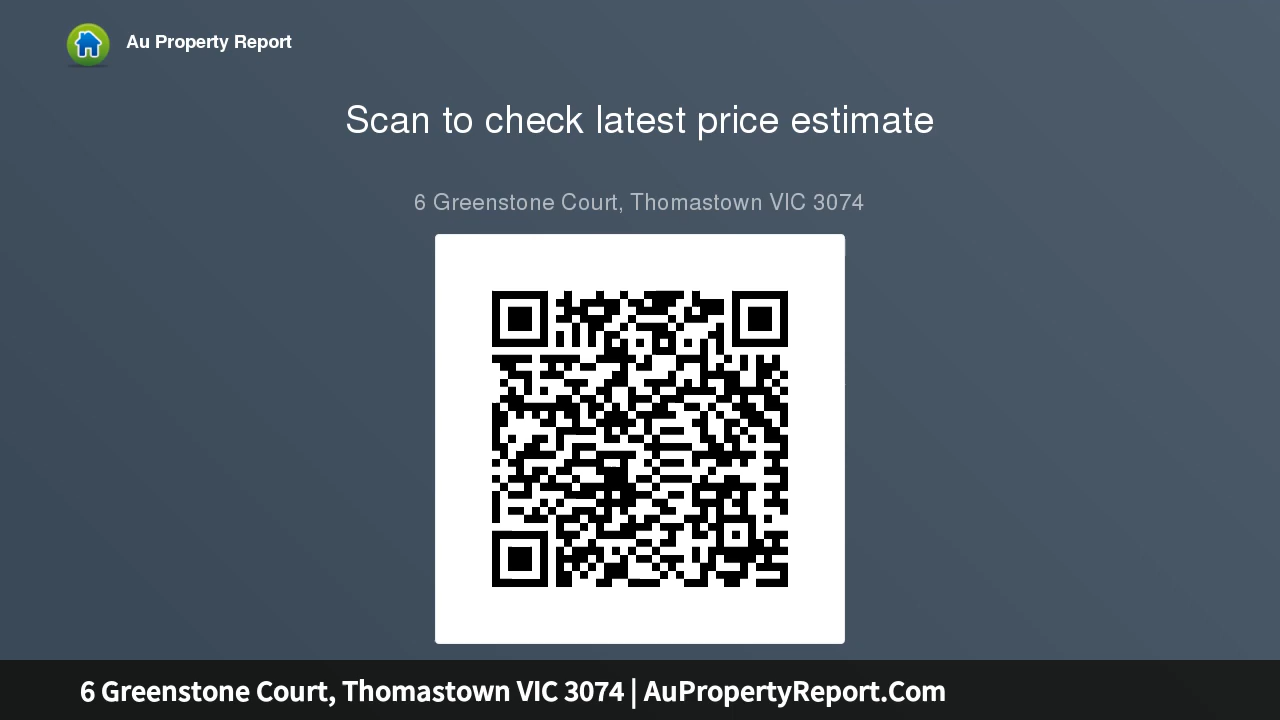 Au Property Report
Scan to check latest price estimate
6 Greenstone Court, Thomastown VIC 3074
6 Greenstone Court, Thomastown VIC 3074 | AuPropertyReport.Com